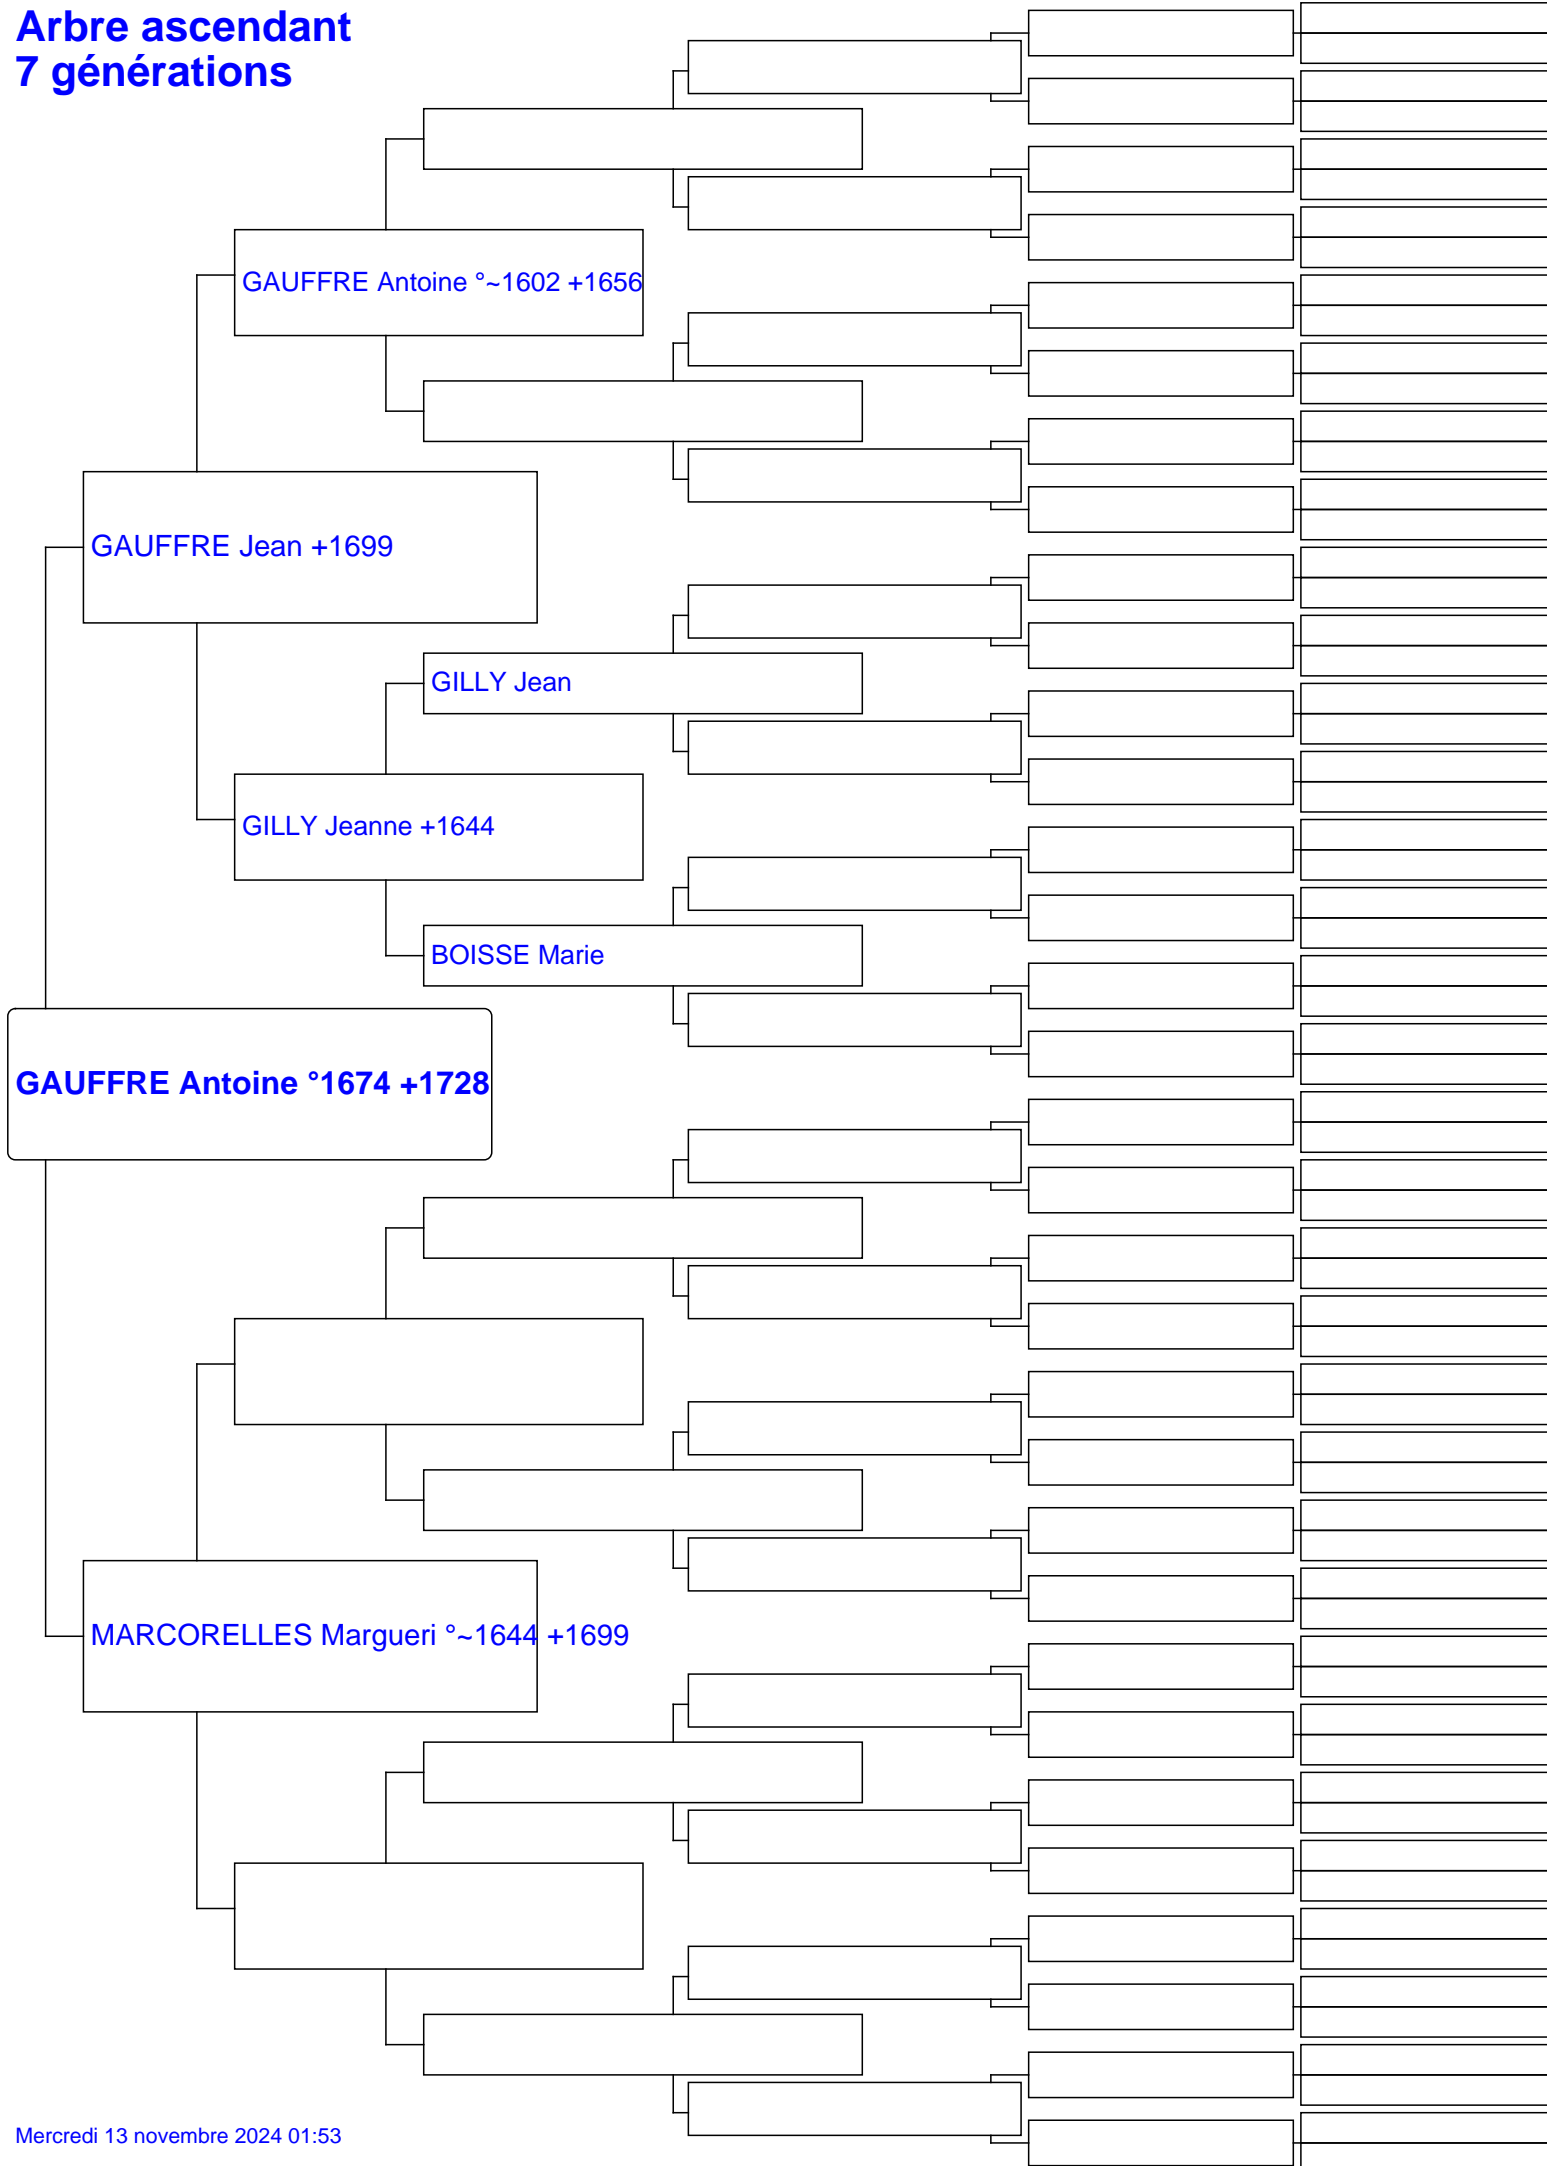 Arbre ascendant
7 générations
GAUFFRE Antoine °~1602 +1656
GAUFFRE Jean +1699
GILLY Jean
GILLY Jeanne +1644
BOISSE Marie
GAUFFRE Antoine °1674 +1728
MARCORELLES Margueri °~1644 +1699
Mercredi 13 novembre 2024 01:53